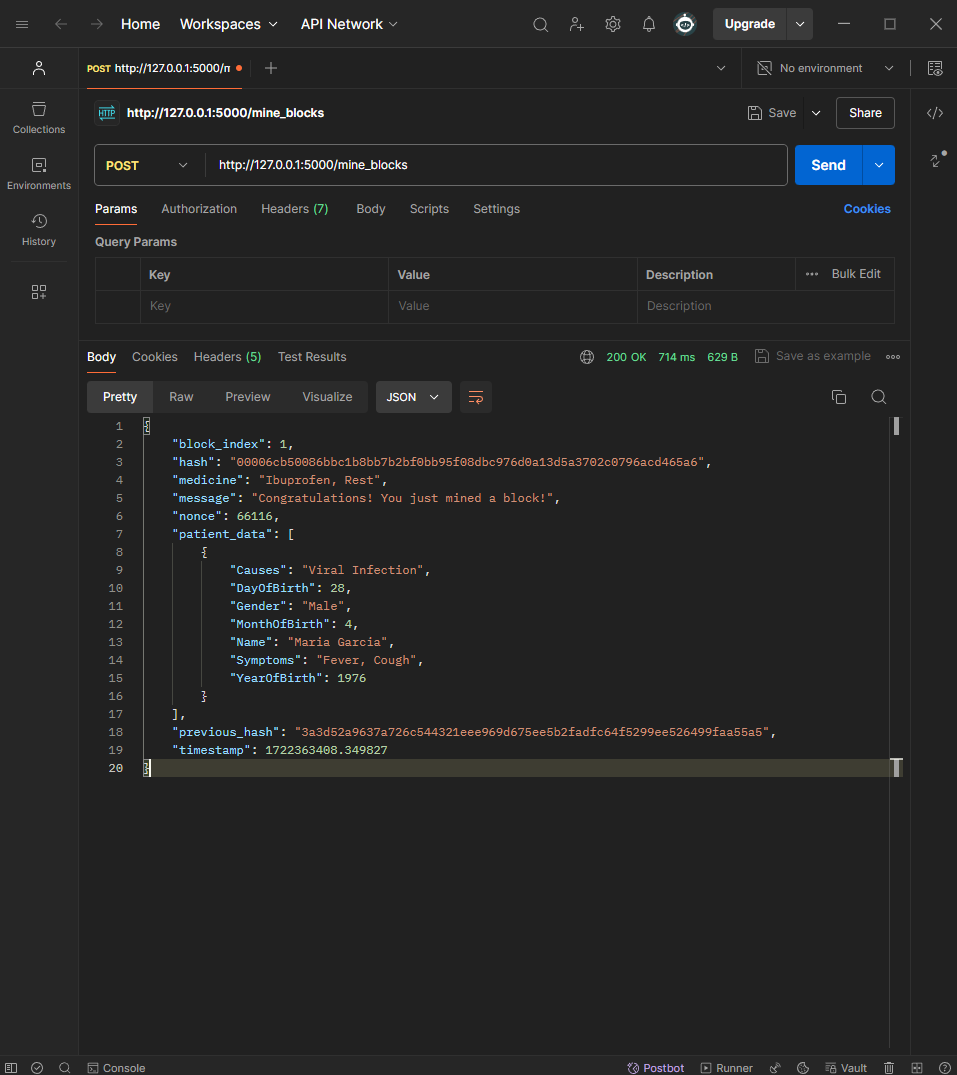 Home Workspaces API Network Upgrade
POST http://127.0.0.1:5000/m No environment
HTTP http://127.0.0.1:5000/mine_blocks Save Share
Collections
Environments
History
POST http://127.0.0.1:5000/mine_blocks Send
Params Authorization Headers (7) Body Scripts Settings Cookies
Query Params
Key Value Description Bulk Edit
Key Value Description
Body Cookies Headers (5) Test Results 200 OK 714 ms 629 B Save as example
Pretty Raw Preview Visualize JSON
1 {
2 "block_index": 1,
3 "hash": "00006cb50086bbc1b8bb7b2bf0bb95f08dbc976d0a13d5a3702c0796acd465a6",
4 "medicine": "Ibuprofen, Rest",
5 "message": "Congratulations! You just mined a block!",
6 "nonce": 66116,
7 "patient_data": [
8 {
9 "Causes": "Viral Infection",
10 "DayOfBirth": 28,
11 "Gender": "Male",
12 "MonthOfBirth": 4,
13 "Name": "Maria Garcia",
14 "Symptoms": "Fever, Cough",
15 "YearOfBirth": 1976
16 }
17 ],
18 "previous_hash": "3a3d52a9637a726c544321eee969d675ee5b2fadfc64f5299ee526499faa55a5",
19 "timestamp": 1722363408.349827
20 }
Console Postbot Runner Vault